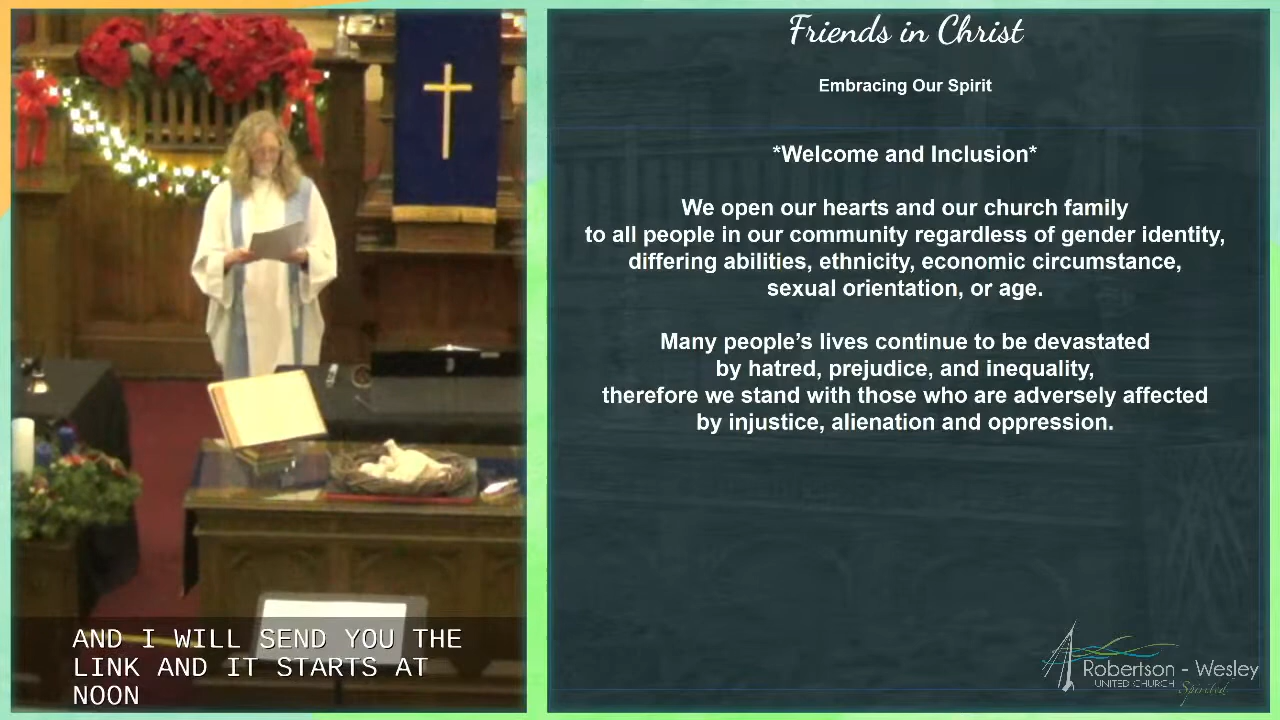 Friends in Christ
Embracing Our Spirit
*Welcome and Inclusion*
We open our hearts and our church family
to all people in our community regardless of gender identity,
differing abilities, ethnicity, economic circumstance,
sexual orientation, or age.
Many people’s lives continue to be devastated
by hatred, prejudice, and inequality,
therefore we stand with those who are adversely affected
by injustice, alienation and oppression.
AND I WILL SEND YOU THE
LINK AND IT STARTS AT
NOON
Robertson - Wesley
UNITED CHURCH
Spirited